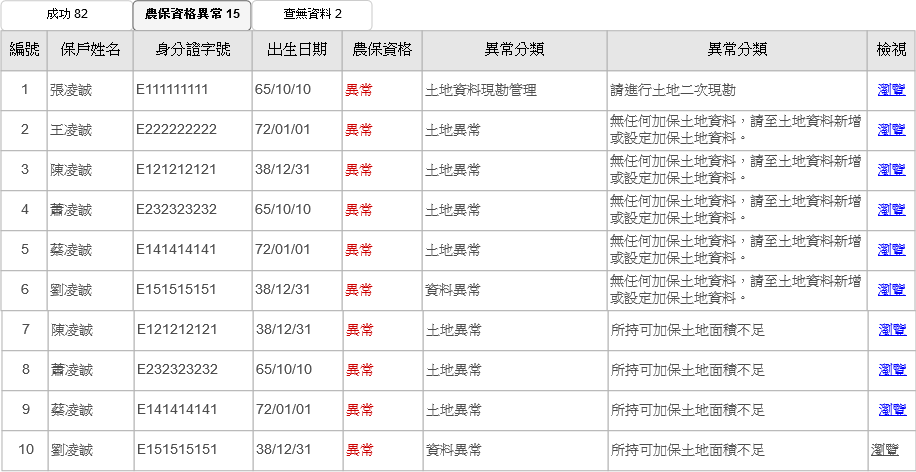 成功 82 農保資格異常 15 查無資料 2
編號 保戶姓名 身分證字號 出生日期 農保資格 異常分類 異常分類 檢視
1 張凌誠 E111111111 65/10/10 異常 土地資料現勘管理 請進行土地二次現勘 瀏覽
2 王凌誠 E222222222 72/01/01 異常 土地異常 無任何加保土地資料，請至土地資料新增
或設定加保土地資料。 瀏覽
3 陳凌誠 E121212121 38/12/31 異常 土地異常 無任何加保土地資料，請至土地資料新增
或設定加保土地資料。 瀏覽
4 蕭凌誠 E232323232 65/10/10 異常 土地異常 無任何加保土地資料，請至土地資料新增
或設定加保土地資料。 瀏覽
5 蔡凌誠 E141414141 72/01/01 異常 土地異常 無任何加保土地資料，請至土地資料新增
或設定加保土地資料。 瀏覽
6 劉凌誠 E151515151 38/12/31 異常 資料異常 無任何加保土地資料，請至土地資料新增
或設定加保土地資料。 瀏覽
7 陳凌誠 E121212121 38/12/31 異常 土地異常 所持可加保土地面積不足 瀏覽
8 蕭凌誠 E232323232 65/10/10 異常 土地異常 所持可加保土地面積不足 瀏覽
9 蔡凌誠 E141414141 72/01/01 異常 土地異常 所持可加保土地面積不足 瀏覽
10 劉凌誠 E151515151 38/12/31 異常 資料異常 所持可加保土地面積不足 瀏覽